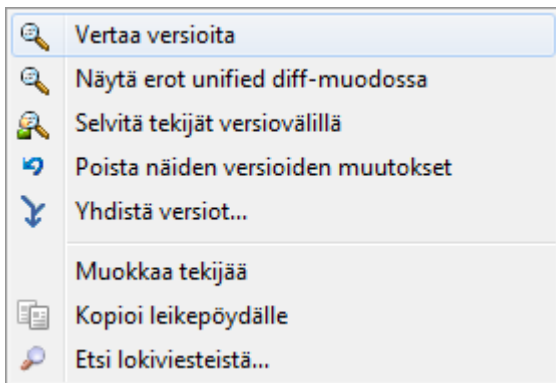 Vertaa versioita
Näytä erot unified diff-muodossa
Selvitä tekijät versiovälillä
Poista näiden versioiden muutokset
Yhdistä versiot...
Muokkaa tekijää
Kopioi leikepöydälle
Etsi lokiviesteistä...